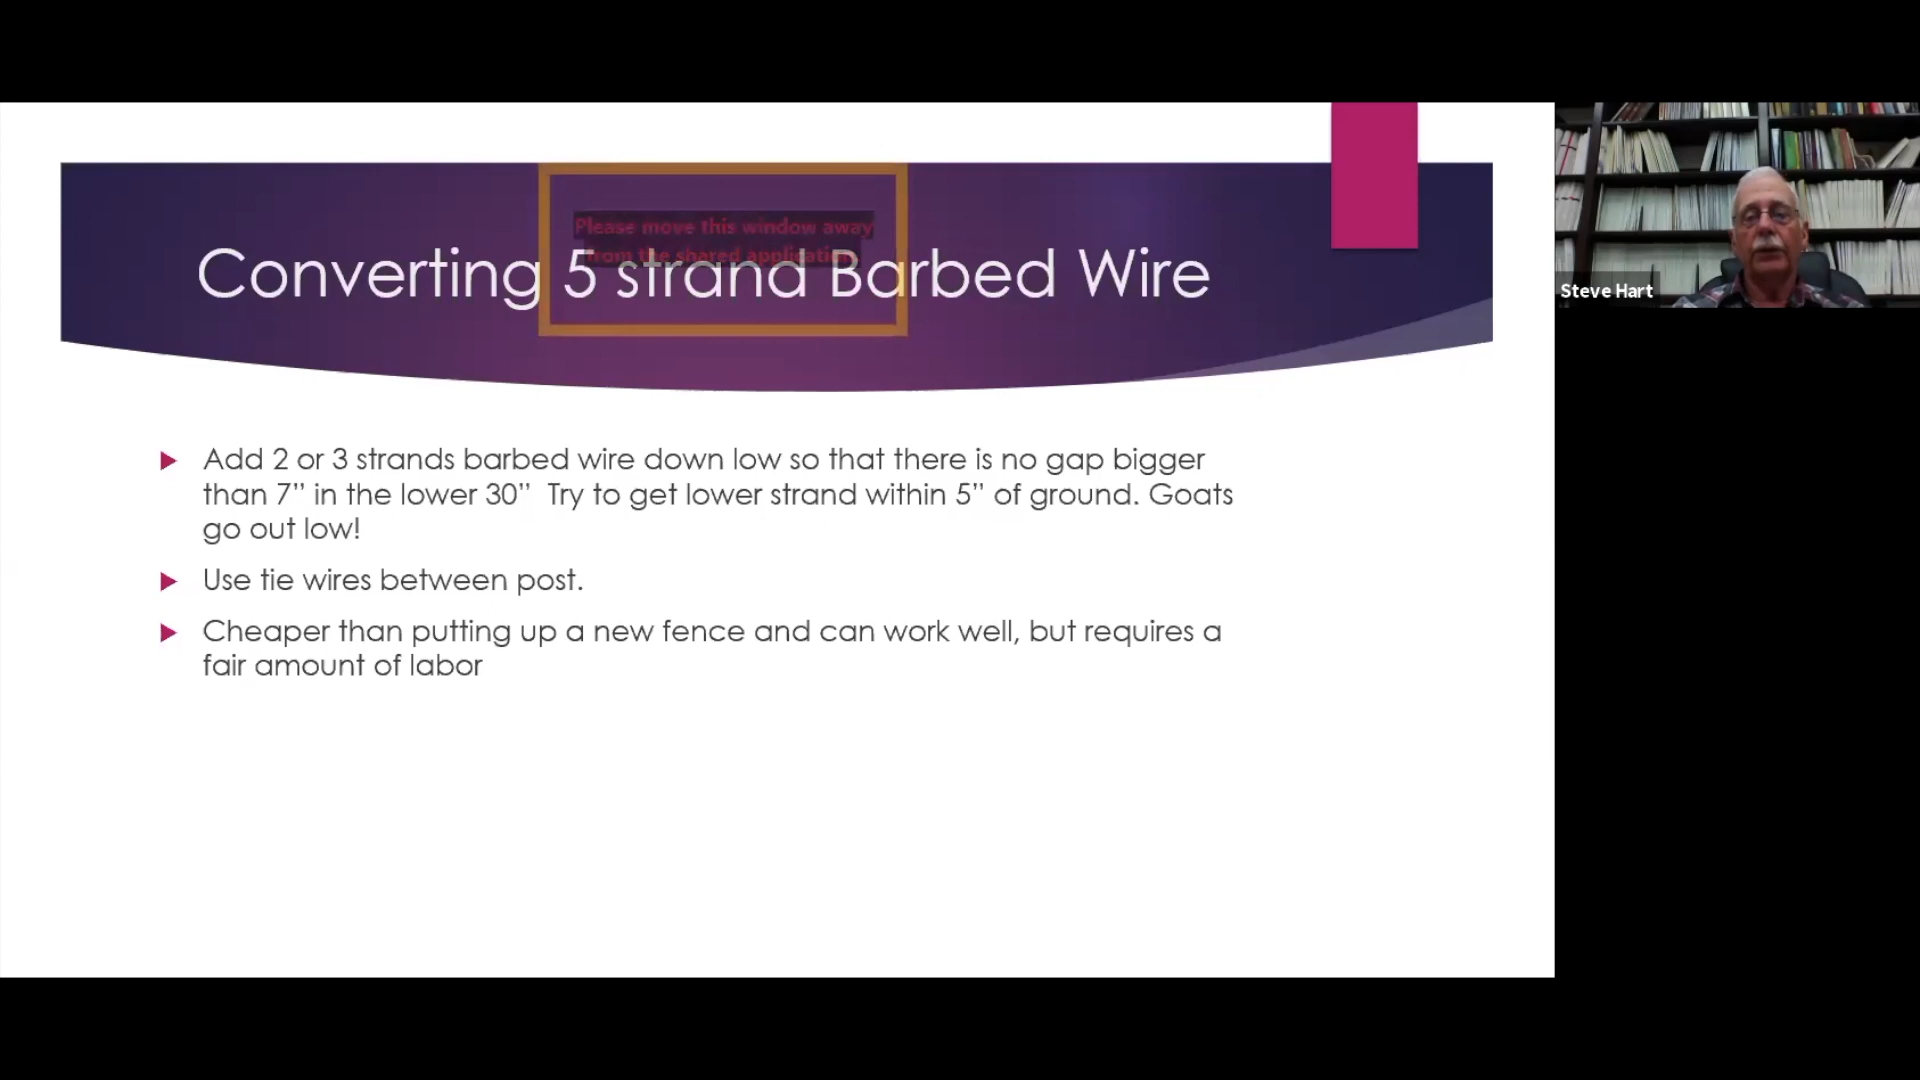 Please move this window away
from the shared application.
Converting 5 strand Barbed Wire
Add 2 or 3 strands barbed wire down low so that there is no gap bigger
than 7” in the lower 30”  Try to get lower strand within 5” of ground. Goats
go out low!
Use tie wires between post.
Cheaper than putting up a new fence and can work well, but requires a
fair amount of labor
Steve Hart